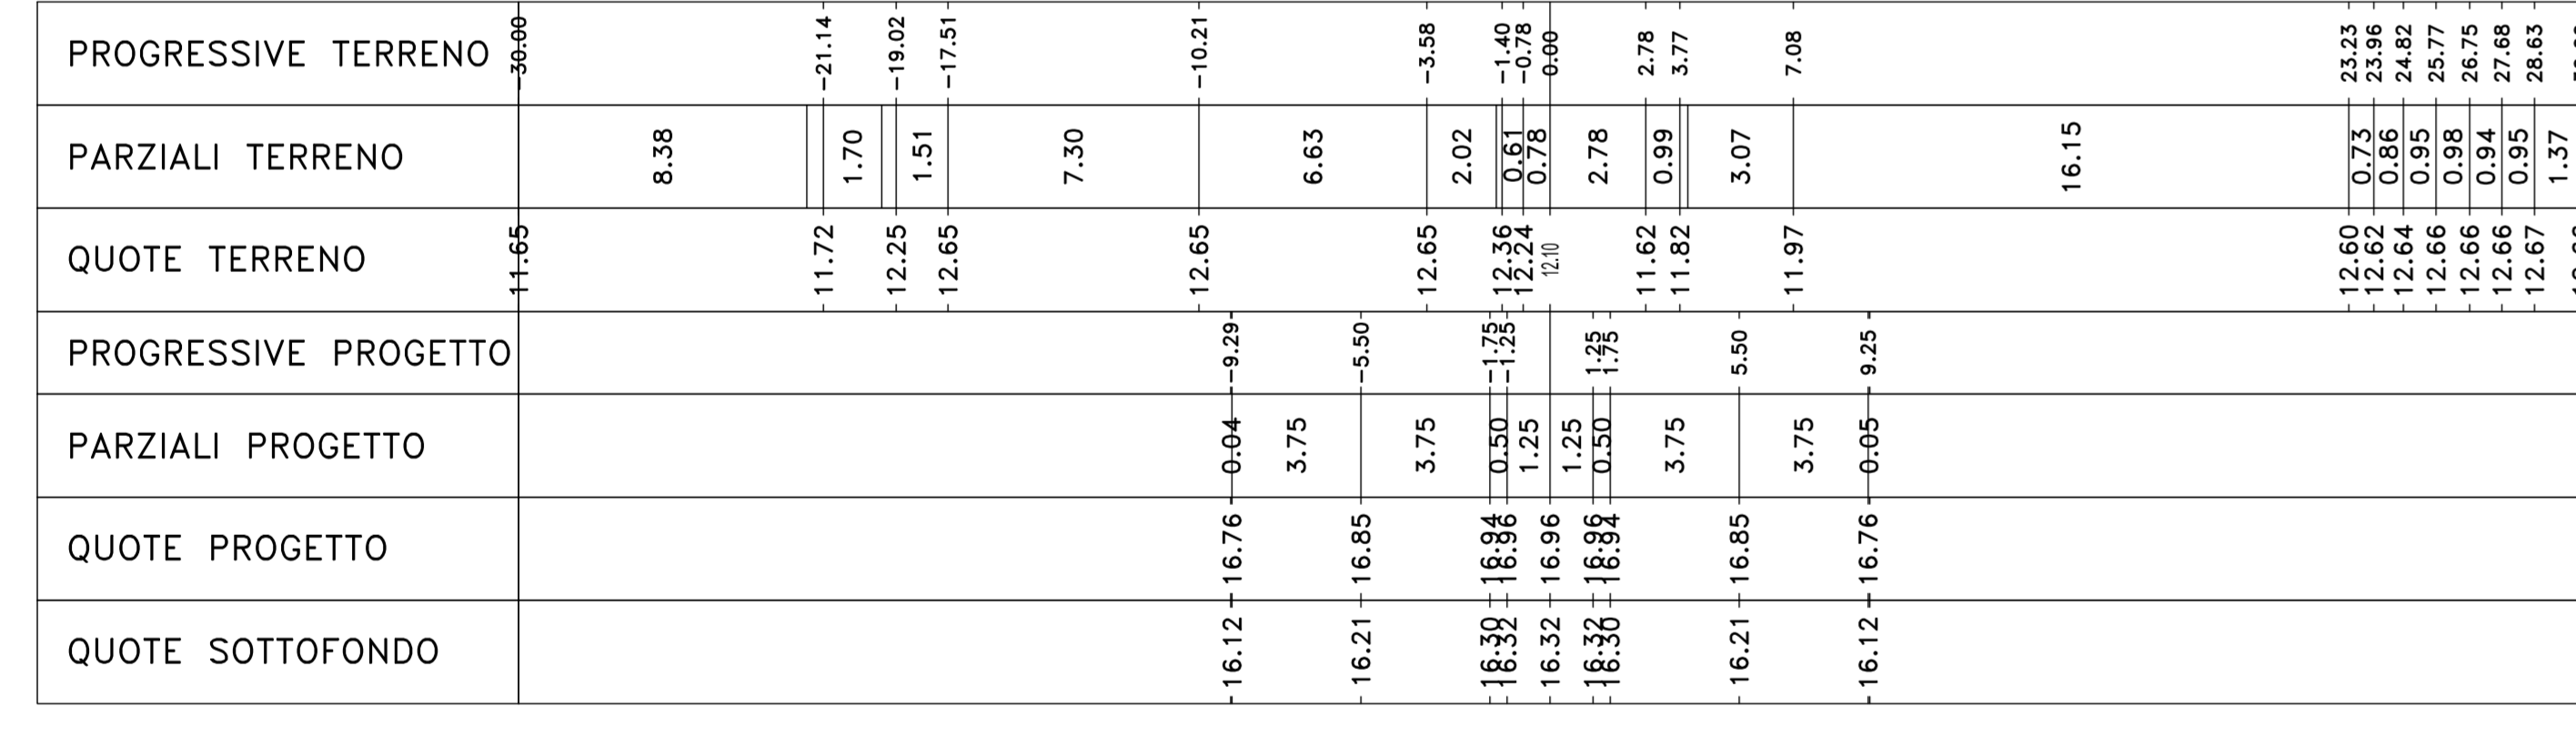 PROGRESSIVE TERRENO -30.00 -21.14 -19.02 -17.51 -10.21 -3.58 -1.40 -0.78 0.00 2.78 3.77 7.08 23.23 23.96 24.82 25.77 26.75 27.68 28.63
PARZIALI TERRENO 8.38 1.70 1.51 7.30 6.63 2.02 0.61 0.78 2.78 0.99 3.07 16.15 0.73 0.86 0.95 0.98 0.94 0.95 1.37
QUOTE TERRENO 11.65 11.72 12.25 12.65 12.65 12.65 12.36 12.24 12.10 11.62 11.82 11.97 12.60 12.62 12.64 12.66 12.66 12.66 12.67
PROGRESSIVE PROGETTO -9.29 -5.50 -1.75 -1.25 1.25 1.75 5.50 9.25
PARZIALI PROGETTO 0.04 3.75 3.75 0.50 1.25 1.25 0.50 3.75 3.75 0.05
QUOTE PROGETTO 16.76 16.85 16.94 16.96 16.96 16.96 16.94 16.85 16.76
QUOTE SOTTOFONDO 16.12 16.21 16.30 16.32 16.32 16.32 16.30 16.21 16.12